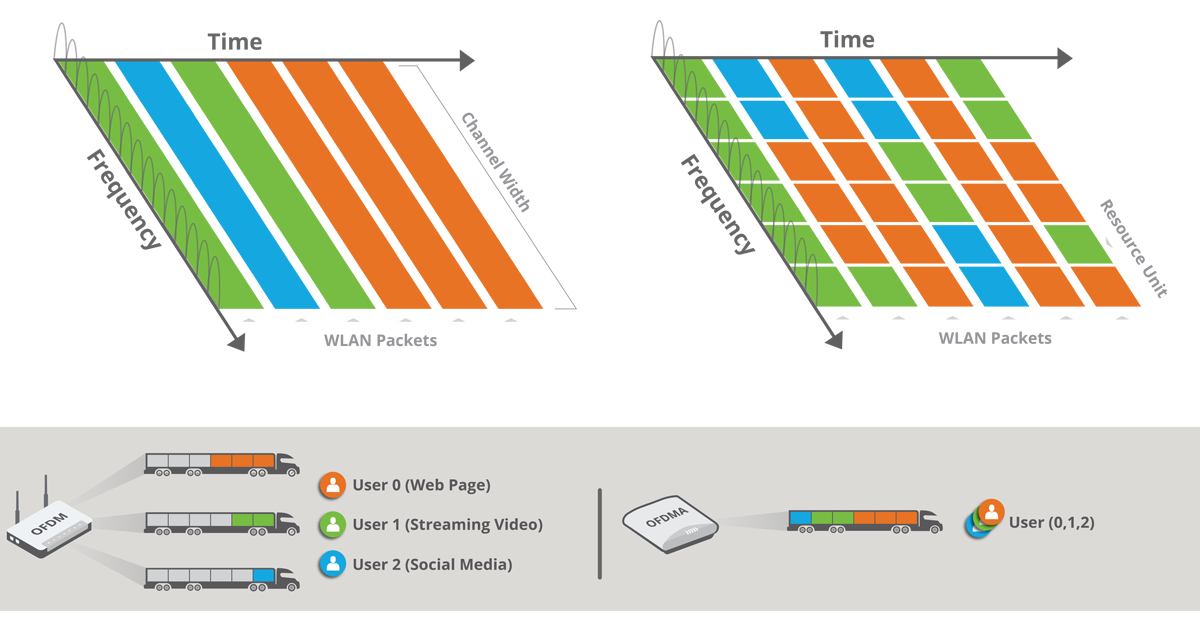 Time
Frequency
Channel Width
WLAN Packets
Time
Frequency
Resource Unit
WLAN Packets
OFDM
User 0 (Web Page)
User 1 (Streaming Video)
User 2 (Social Media)
OFDMA
User (0,1,2)